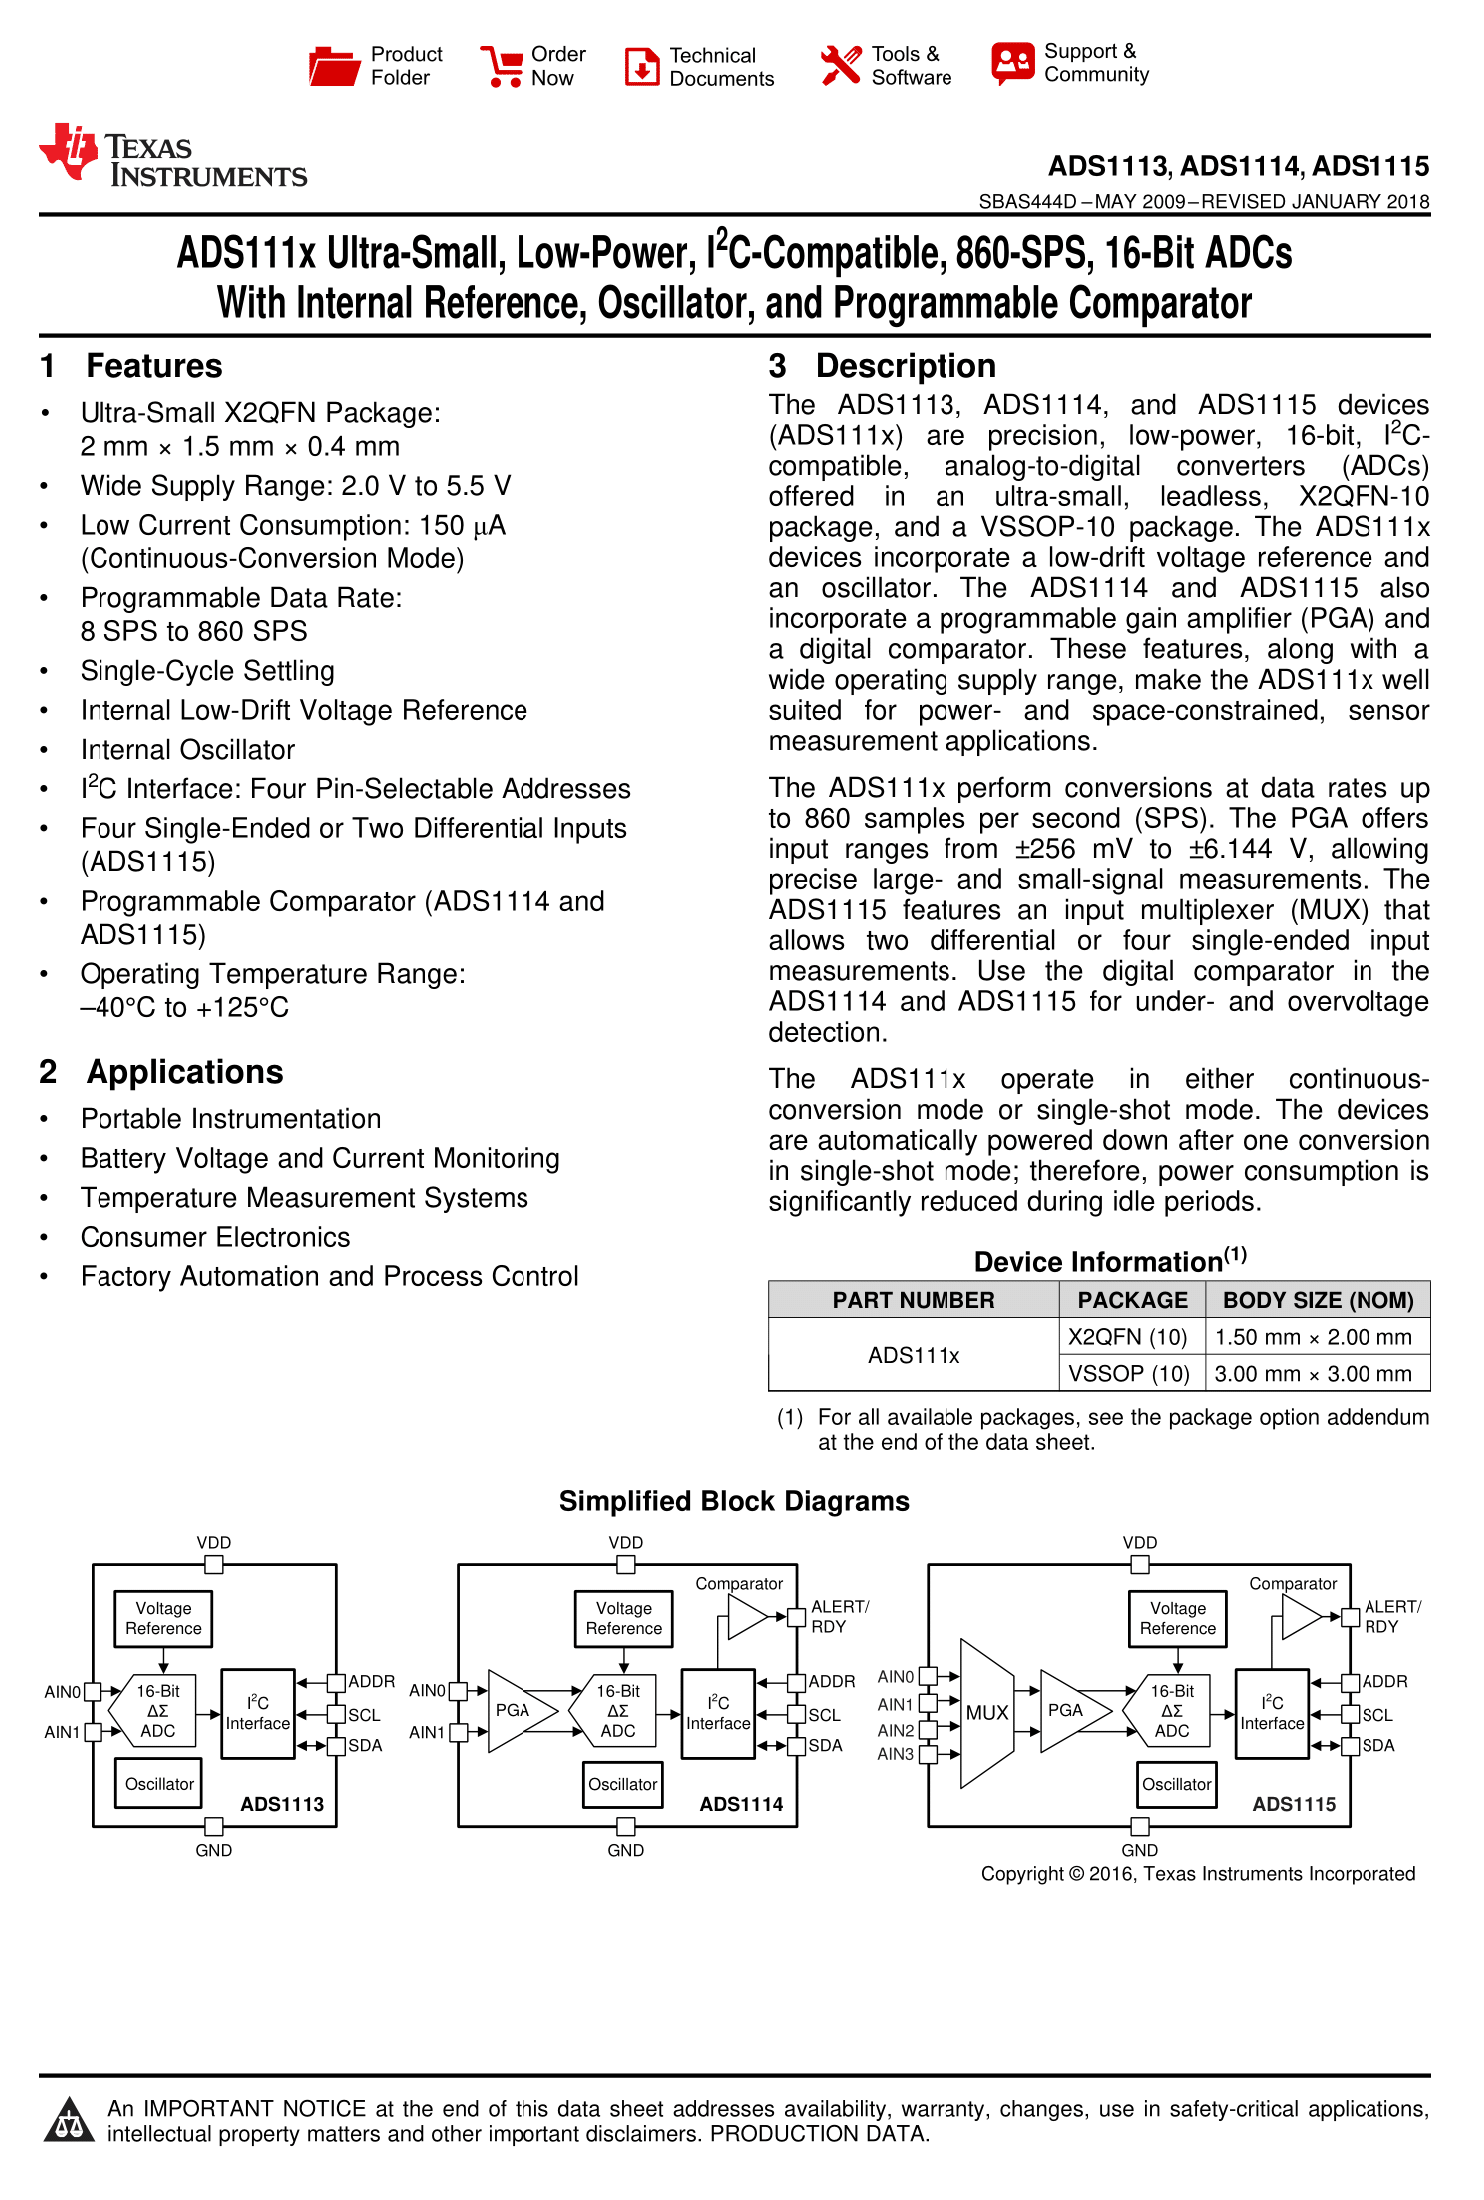 Product
Folder
Order
Now
Technical
Documents
Tools &
Software
Support &
Community
TEXAS
INSTRUMENTS
ADS1113, ADS1114, ADS1115
SBAS444D –MAY 2009–REVISED JANUARY 2018
ADS111x Ultra-Small, Low-Power, I2C-Compatible, 860-SPS, 16-Bit ADCs
With Internal Reference, Oscillator, and Programmable Comparator
1 Features
• Ultra-Small X2QFN Package:
2 mm × 1.5 mm × 0.4 mm
• Wide Supply Range: 2.0 V to 5.5 V
• Low Current Consumption: 150 μA
(Continuous-Conversion Mode)
• Programmable Data Rate:
8 SPS to 860 SPS
• Single-Cycle Settling
• Internal Low-Drift Voltage Reference
• Internal Oscillator
• I2C Interface: Four Pin-Selectable Addresses
• Four Single-Ended or Two Differential Inputs
(ADS1115)
• Programmable Comparator (ADS1114 and
ADS1115)
• Operating Temperature Range:
–40°C to +125°C
2 Applications
• Portable Instrumentation
• Battery Voltage and Current Monitoring
• Temperature Measurement Systems
• Consumer Electronics
• Factory Automation and Process Control
3 Description
The ADS1113, ADS1114, and ADS1115 devices
(ADS111x) are precision, low-power, 16-bit, I2C-
compatible, analog-to-digital converters (ADCs)
offered in an ultra-small, leadless, X2QFN-10
package, and a VSSOP-10 package. The ADS111x
devices incorporate a low-drift voltage reference and
an oscillator. The ADS1114 and ADS1115 also
incorporate a programmable gain amplifier (PGA) and
a digital comparator. These features, along with a
wide operating supply range, make the ADS111x well
suited for power- and space-constrained, sensor
measurement applications.
The ADS111x perform conversions at data rates up
to 860 samples per second (SPS). The PGA offers
input ranges from ±256 mV to ±6.144 V, allowing
precise large- and small-signal measurements. The
ADS1115 features an input multiplexer (MUX) that
allows two differential or four single-ended input
measurements. Use the digital comparator in the
ADS1114 and ADS1115 for under- and overvoltage
detection.
The ADS111x operate in either continuous-
conversion mode or single-shot mode. The devices
are automatically powered down after one conversion
in single-shot mode; therefore, power consumption is
significantly reduced during idle periods.
Device Information(1)
PART NUMBER PACKAGE BODY SIZE (NOM)
ADS111x
X2QFN (10) 1.50 mm × 2.00 mm
VSSOP (10) 3.00 mm × 3.00 mm
(1) For all available packages, see the package option addendum
at the end of the data sheet.
Simplified Block Diagrams
VDD
Voltage
Reference
AIN0
AIN1
16-Bit
ΔΣ
ADC
I2C
Interface
ADDR
SCL
SDA
Oscillator
ADS1113
GND
VDD
Comparator
Voltage
Reference
ALERT/
RDY
AIN0
AIN1
PGA
16-Bit
ΔΣ
ADC
I2C
Interface
ADDR
SCL
SDA
Oscillator
ADS1114
GND
VDD
Comparator
Voltage
Reference
ALERT/
RDY
AIN0
AIN1
AIN2
AIN3
MUX
PGA
16-Bit
ΔΣ
ADC
I2C
Interface
ADDR
SCL
SDA
Oscillator
ADS1115
GND
Copyright © 2016, Texas Instruments Incorporated
An IMPORTANT NOTICE at the end of this data sheet addresses availability, warranty, changes, use in safety-critical applications,
intellectual property matters and other important disclaimers. PRODUCTION DATA.